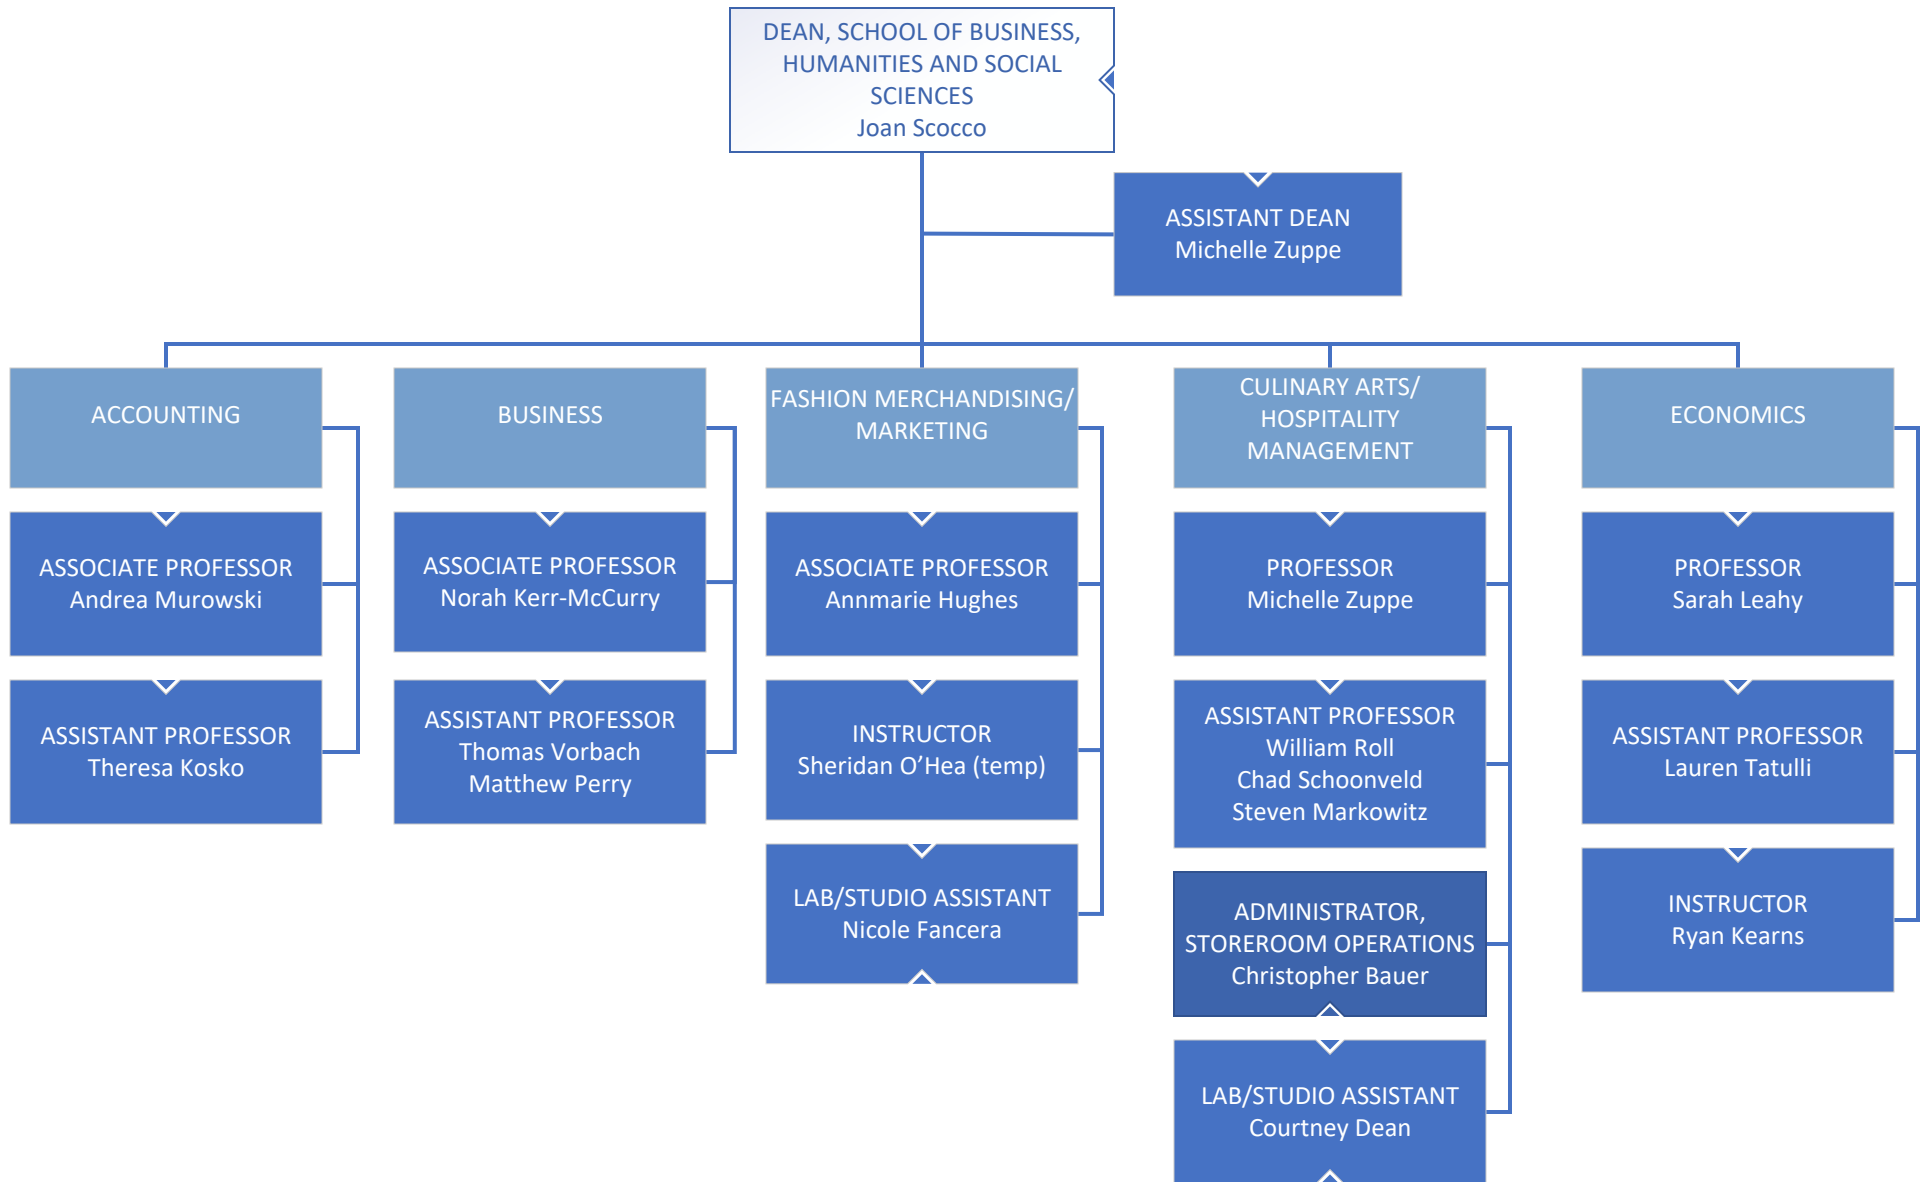 DEAN, SCHOOL OF BUSINESS,
HUMANITIES AND SOCIAL
SCIENCES
Joan Scocco
ASSISTANT DEAN
Michelle Zuppe
ACCOUNTING
ASSOCIATE PROFESSOR
Andrea Murowski
ASSISTANT PROFESSOR
Theresa Kosko
BUSINESS
ASSOCIATE PROFESSOR
Norah Kerr-McCurry
ASSISTANT PROFESSOR
Thomas Vorbach
Matthew Perry
FASHION MERCHANDISING/
MARKETING
ASSOCIATE PROFESSOR
Annmarie Hughes
INSTRUCTOR
Sheridan O’Hea (temp)
LAB/STUDIO ASSISTANT
Nicole Fancera
CULINARY ARTS/
HOSPITALITY
MANAGEMENT
PROFESSOR
Michelle Zuppe
ASSISTANT PROFESSOR
William Roll
Chad Schoonveld
Steven Markowitz
ADMINISTRATOR,
STOREROOM OPERATIONS
Christopher Bauer
LAB/STUDIO ASSISTANT
Courtney Dean
ECONOMICS
PROFESSOR
Sarah Leahy
ASSISTANT PROFESSOR
Lauren Tatulli
INSTRUCTOR
Ryan Kearns